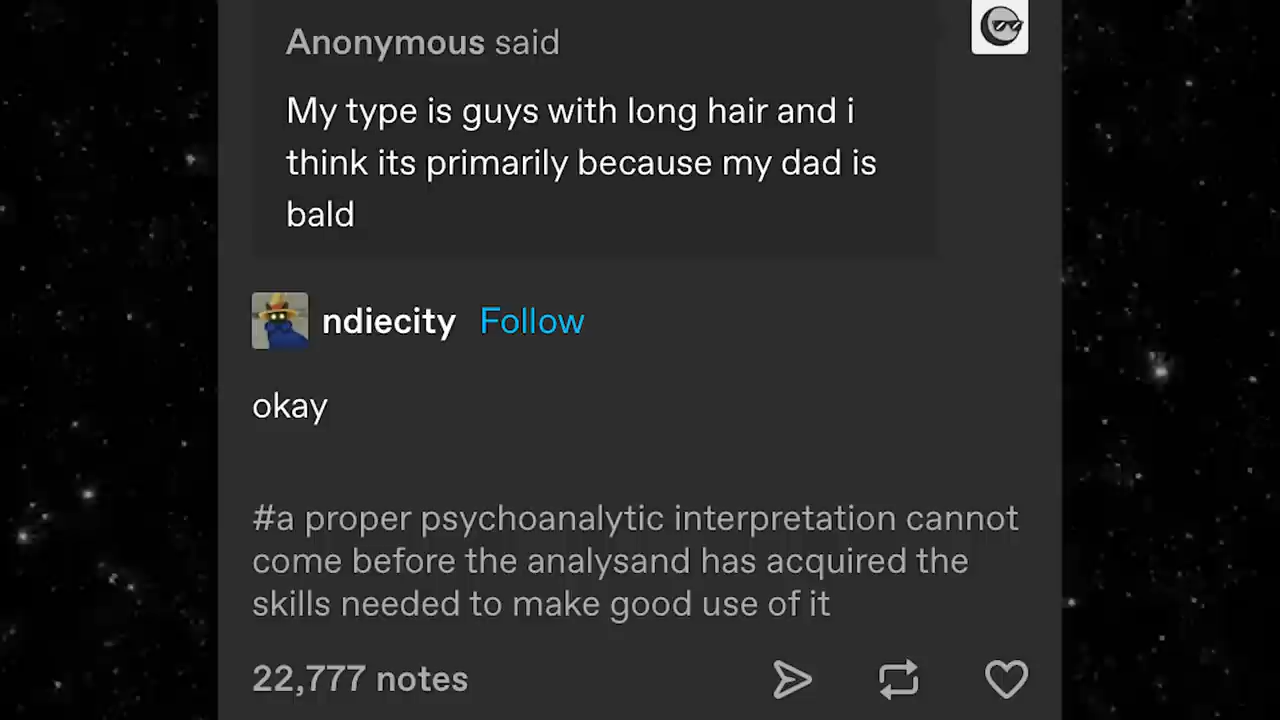 Anonymous said
My type is guys with long hair and i
think its primarily because my dad is
bald
ndiecity Follow
okay
#a proper psychoanalytic interpretation cannot
come before the analysand has acquired the
skills needed to make good use of it
22,777 notes